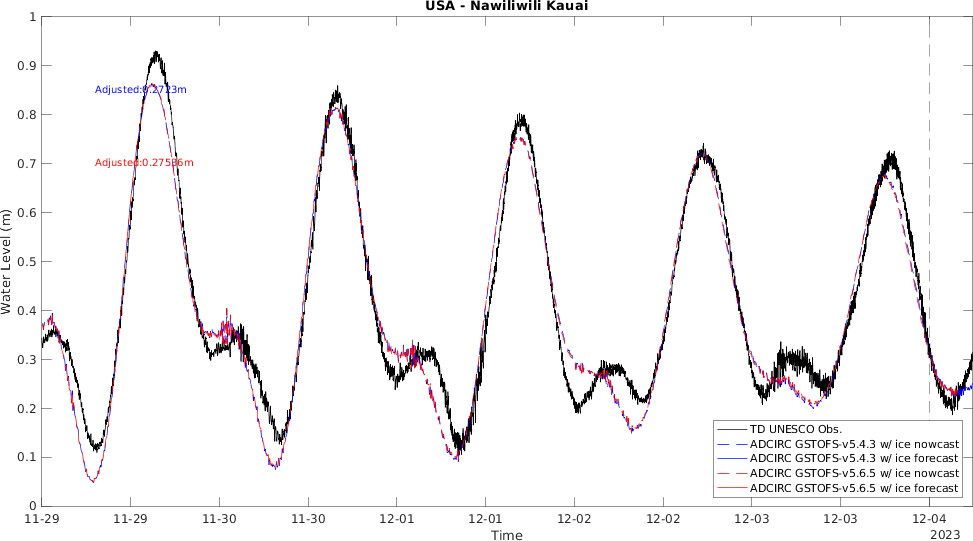 USA - Nawiliwili Kauai
1
0.9
0.8
0.7
0.6
0.5
0.4
0.3
0.2
0.1
0
Water Level (m)
Adjusted:0.2723m
Adjusted:0.27536m
TD UNESCO Obs.
ADCIRC GSTOFS-v5.4.3 w/ ice nowcast
ADCIRC GSTOFS-v5.4.3 w/ ice forecast
ADCIRC GSTOFS-v5.6.5 w/ ice nowcast
ADCIRC GSTOFS-v5.6.5 w/ ice forecast
11-29 11-29 11-30 11-30 12-01 12-01 12-02 12-02 12-03 12-03 12-04
Time
2023